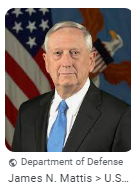 Department of Defense
James N. Mattis > U.S...